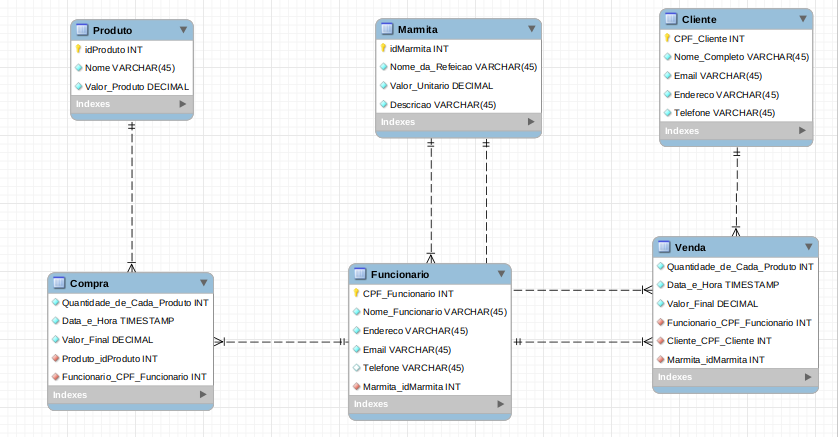 Produto
idProduto INT
Nome VARCHAR(45)
Valor_Produto DECIMAL
Indexes
Marmita
idMarmita INT
Nome_da_Refeicao VARCHAR(45)
Valor_Unitario DECIMAL
Descricao VARCHAR(45)
Indexes
Cliente
CPF_Cliente INT
Nome_Completo VARCHAR(45)
Email VARCHAR(45)
Endereco VARCHAR(45)
Telefone VARCHAR(45)
Indexes
Compra
Quantidade_de_Cada_Produto INT
Data_e_Hora TIMESTAMP
Valor_Final DECIMAL
Produto_idProduto INT
Funcionario_CPF_Funcionario INT
Indexes
Funcionario
CPF_Funcionario INT
Nome_Funcionario VARCHAR(45)
Endereco VARCHAR(45)
Email VARCHAR(45)
Telefone VARCHAR(45)
Marmita_idMarmita INT
Indexes
Venda
Quantidade_de_Cada_Produto INT
Data_e_Hora TIMESTAMP
Valor_Final DECIMAL
Funcionario_CPF_Funcionario INT
Cliente_CPF_Cliente INT
Marmita_idMarmita INT
Indexes